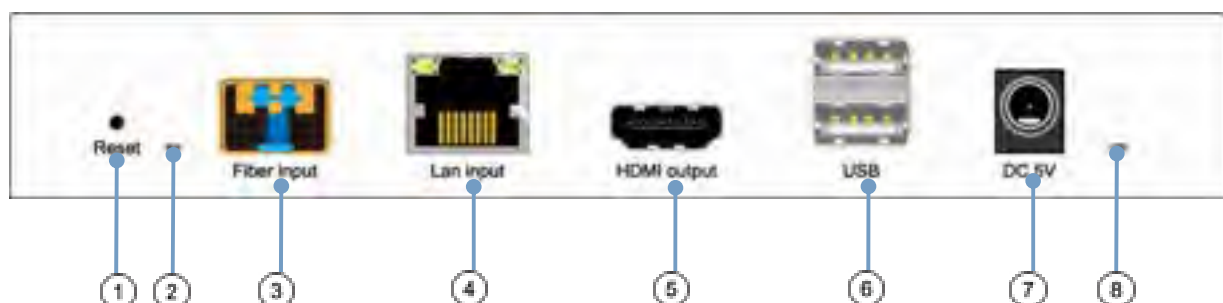 Reset
Fiber input
Lan input
HDMI output
USB
DC 5V
1 2 3 4 5 6 7 8